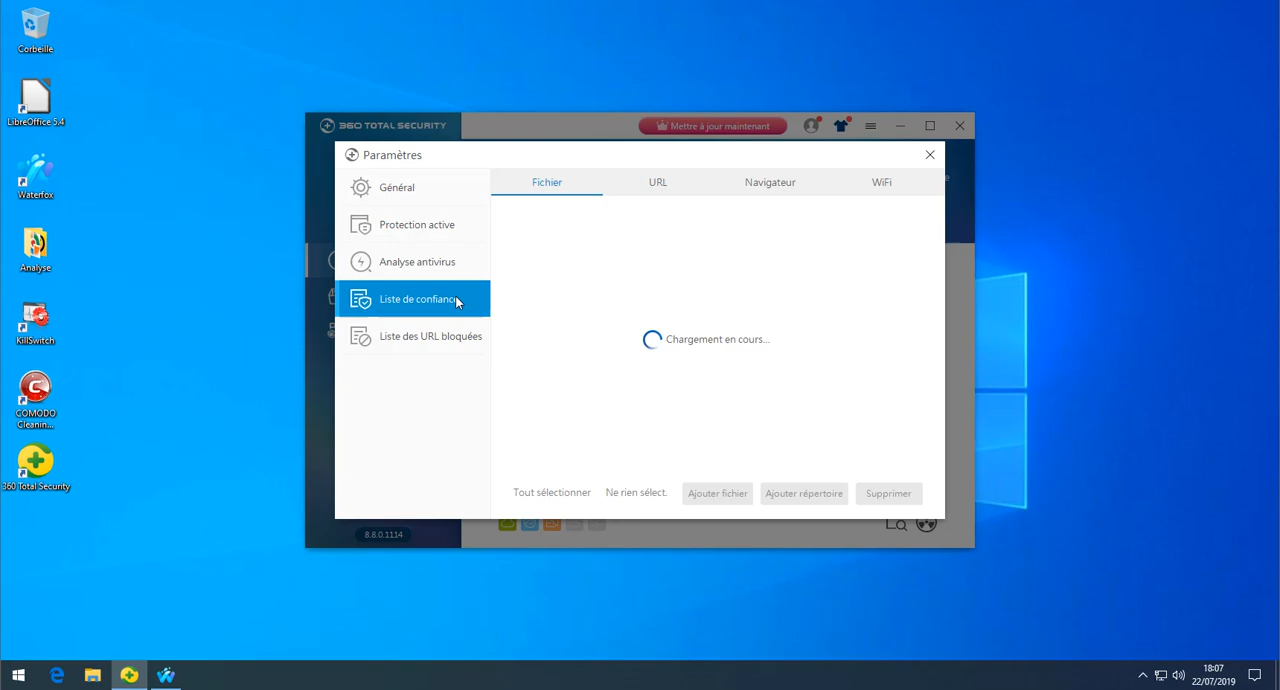 Corbeille
LibreOffice 5.4
Waterfox
Analyse
KillSwitch
COMODO
Cleanin...
360 Total Security
360 TOTAL SECURITY
Mettre à jour maintenant
Paramètres
Général
Protection active
Analyse antivirus
Liste de confiance
Liste des URL bloquées
Fichier
URL
Navigateur
WiFi
Chargement en cours...
Tout sélectionner
Ne rien sélect.
Ajouter fichier
Ajouter répertoire
Supprimer
8.8.0.1114
18:07
22/07/2019